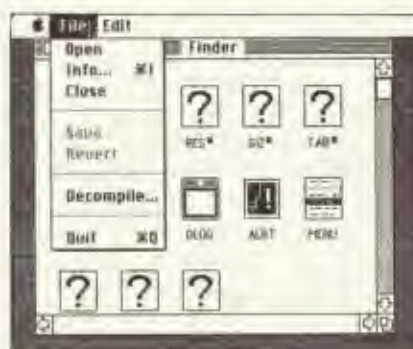 File Edit
Finder
Open
Info... ⌘I
Close
Save
Revert
Decompile...
Quit ⌘Q
DLOG ALRT MENU